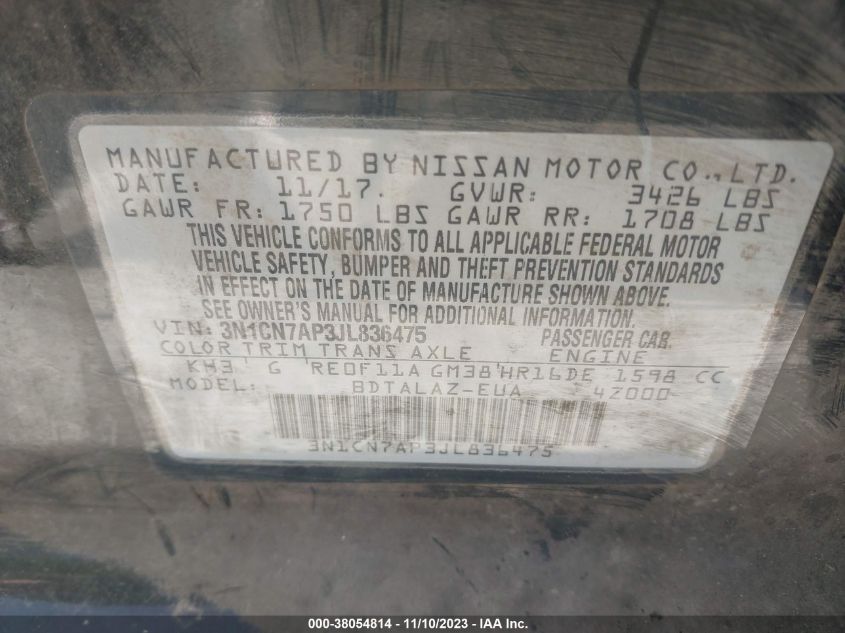 MANUFACTURED BY NISSAN MOTOR CO., LTD.
DATE: 11/17. GVWR: 3426 LBS
GAWR FR: 1750 LBS GAWR RR: 1708 LBS
THIS VEHICLE CONFORMS TO ALL APPLICABLE FEDERAL MOTOR
VEHICLE SAFETY, BUMPER AND THEFT PREVENTION STANDARDS
IN EFFECT ON THE DATE OF MANUFACTURE SHOWN ABOVE.
SEE OWNER'S MANUAL FOR ADDITIONAL INFORMATION.
VIN: 3N1CN7AP3JL836475 PASSENGER CAR
COLOR TRIM TRANS AXLE ENGINE
KH3 G RE0F11A GM38 HR16DE 1598 CC
MODEL: BDTALAZ-EUA 4Z000
3N1CN7AP3JL836475
000-38054814 - 11/10/2023 - IAA Inc.